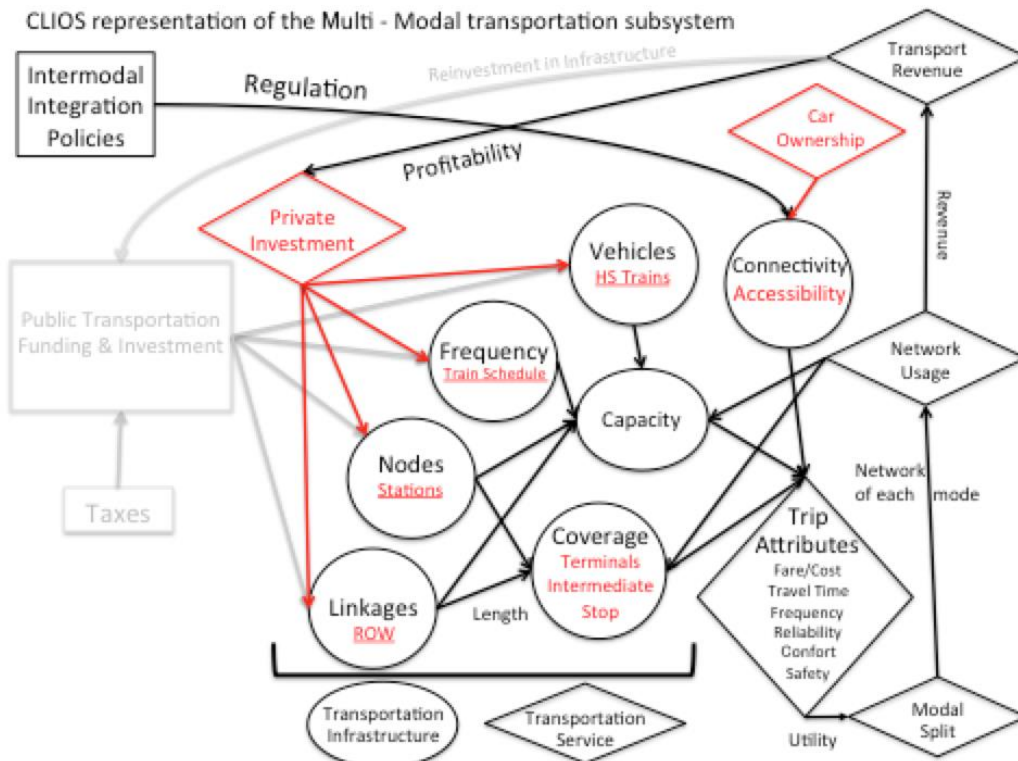 CLIOS representation of the Multi - Modal transportation subsystem
Intermodal
Integration
Policies
Regulation
Reinvestment in Infrastructure
Transport
Revenue
Car
Ownership
Profitability
Private
Investment
Vehicles
HS Trains
Connectivity
Accessibility
Revenue
Public Transportation
Funding & Investment
Frequency
Train Schedule
Network
Usage
Capacity
Nodes
Stations
Network
of each mode
Taxes
Coverage
Terminals
Intermediate
Stop
Trip
Attributes
Fare/Cost
Travel Time
Frequency
Reliability
Confort
Safety
Linkages
ROW
Length
Transportation
Infrastructure
Transportation
Service
Utility
Modal
Split